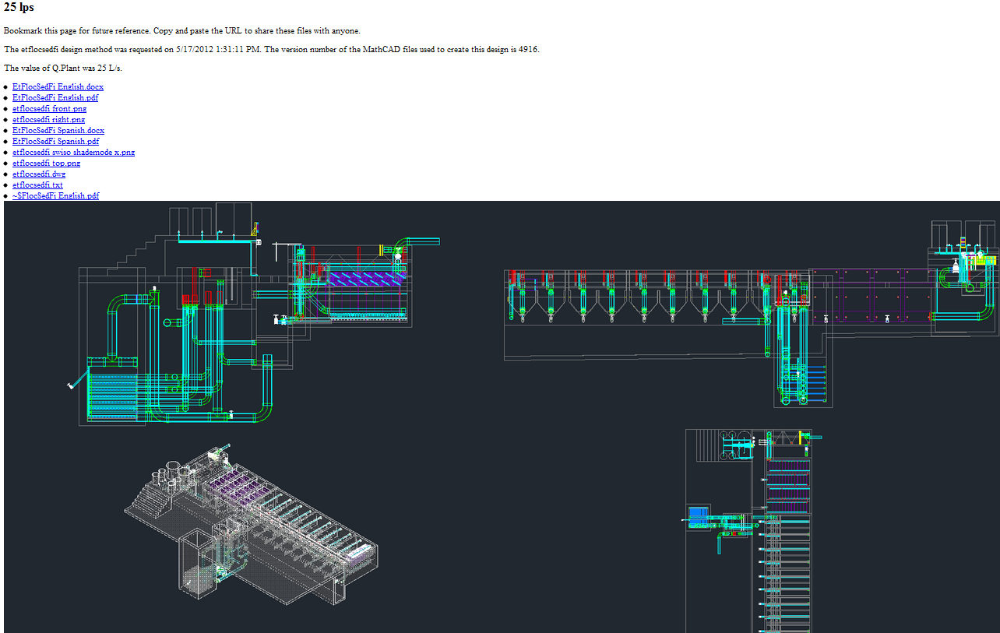 25 lps
Bookmark this page for future reference. Copy and paste the URL to share these files with anyone.
The etflocsedfi design method was requested on 5/17/2012 1:31:11 PM. The version number of the MathCAD files used to create this design is 4916.
The value of Q.Plant was 25 L/s.
EtFlocSedFi English.docx
EtFlocSedFi English.pdf
etflocsedfi front.png
etflocsedfi right.png
EtFlocSedFi Spanish.docx
EtFlocSedFi Spanish.pdf
etflocsedfi swiso shademode x.png
etflocsedfi top.png
etflocsedfi.dwg
etflocsedfi.txt
~$FlocSedFi English.pdf